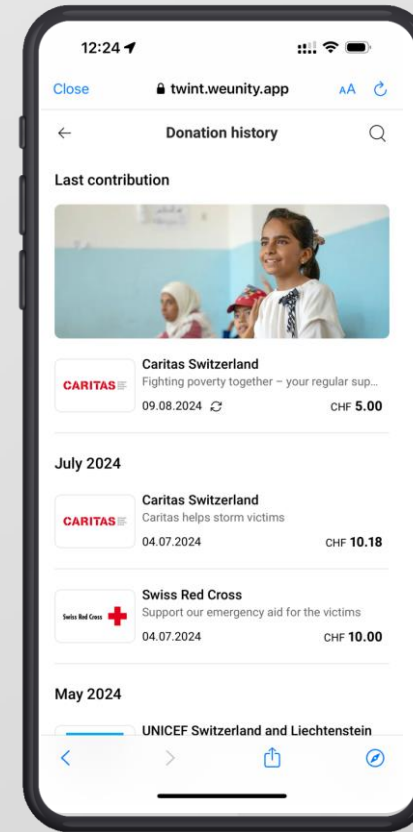 12:24
Close
twint.weunity.app
AA
Donation history
Last contribution
Caritas Switzerland
CARITAS
Fighting poverty together – your regular sup...
09.08.2024
CHF 5.00
July 2024
Caritas Switzerland
CARITAS
Caritas helps storm victims
04.07.2024
CHF 10.18
Swiss Red Cross
Swiss Red Cross
Support our emergency aid for the victims
04.07.2024
CHF 10.00
May 2024
UNICEF Switzerland and Liechtenstein